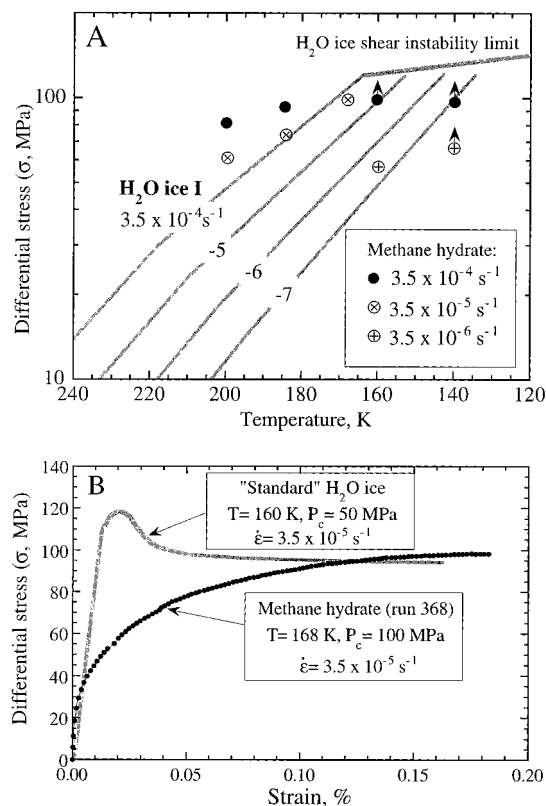 A
H₂O ice shear instability limit
100
10
Differential stress (σ, MPa)
H₂O ice I
3.5 x 10⁻⁴s⁻¹
-5
-6
-7
Methane hydrate:
3.5 x 10⁻⁴ s⁻¹
3.5 x 10⁻⁵ s⁻¹
3.5 x 10⁻⁶ s⁻¹
240 220 200 180 160 140 120
Temperature, K
B
140
120
100
80
60
40
20
0
Differential stress (σ, MPa)
"Standard" H₂O ice
T= 160 K, P꜀= 50 MPa
ε̇= 3.5 x 10⁻⁵ s⁻¹
Methane hydrate (run 368)
T= 168 K, P꜀= 100 MPa
ε̇= 3.5 x 10⁻⁵ s⁻¹
0.00 0.05 0.10 0.15 0.20
Strain, %